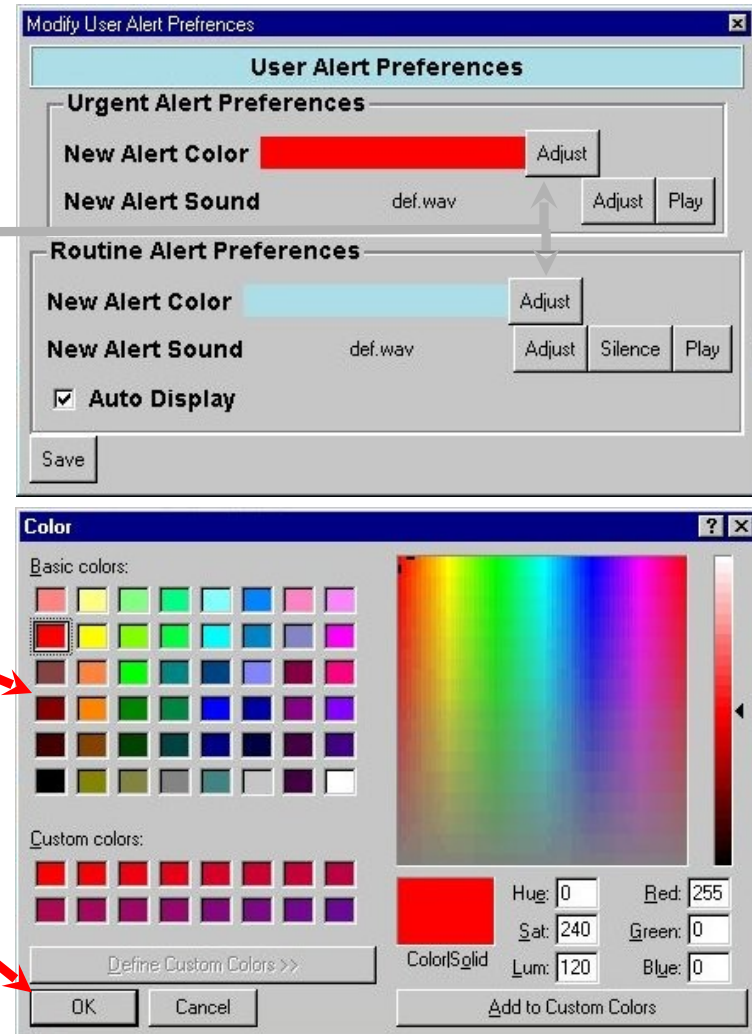 Modify User Alert Prefrences
User Alert Preferences
Urgent Alert Preferences
New Alert Color Adjust
New Alert Sound def.wav Adjust Play
Routine Alert Preferences
New Alert Color Adjust
New Alert Sound def.wav Adjust Silence Play
Auto Display
Save
Color ?
Basic colors:
Custom colors:
Define Custom Colors >>
OK Cancel
Color|Solid
Hue: 0 Red: 255
Sat: 240 Green: 0
Lum: 120 Blue: 0
Add to Custom Colors